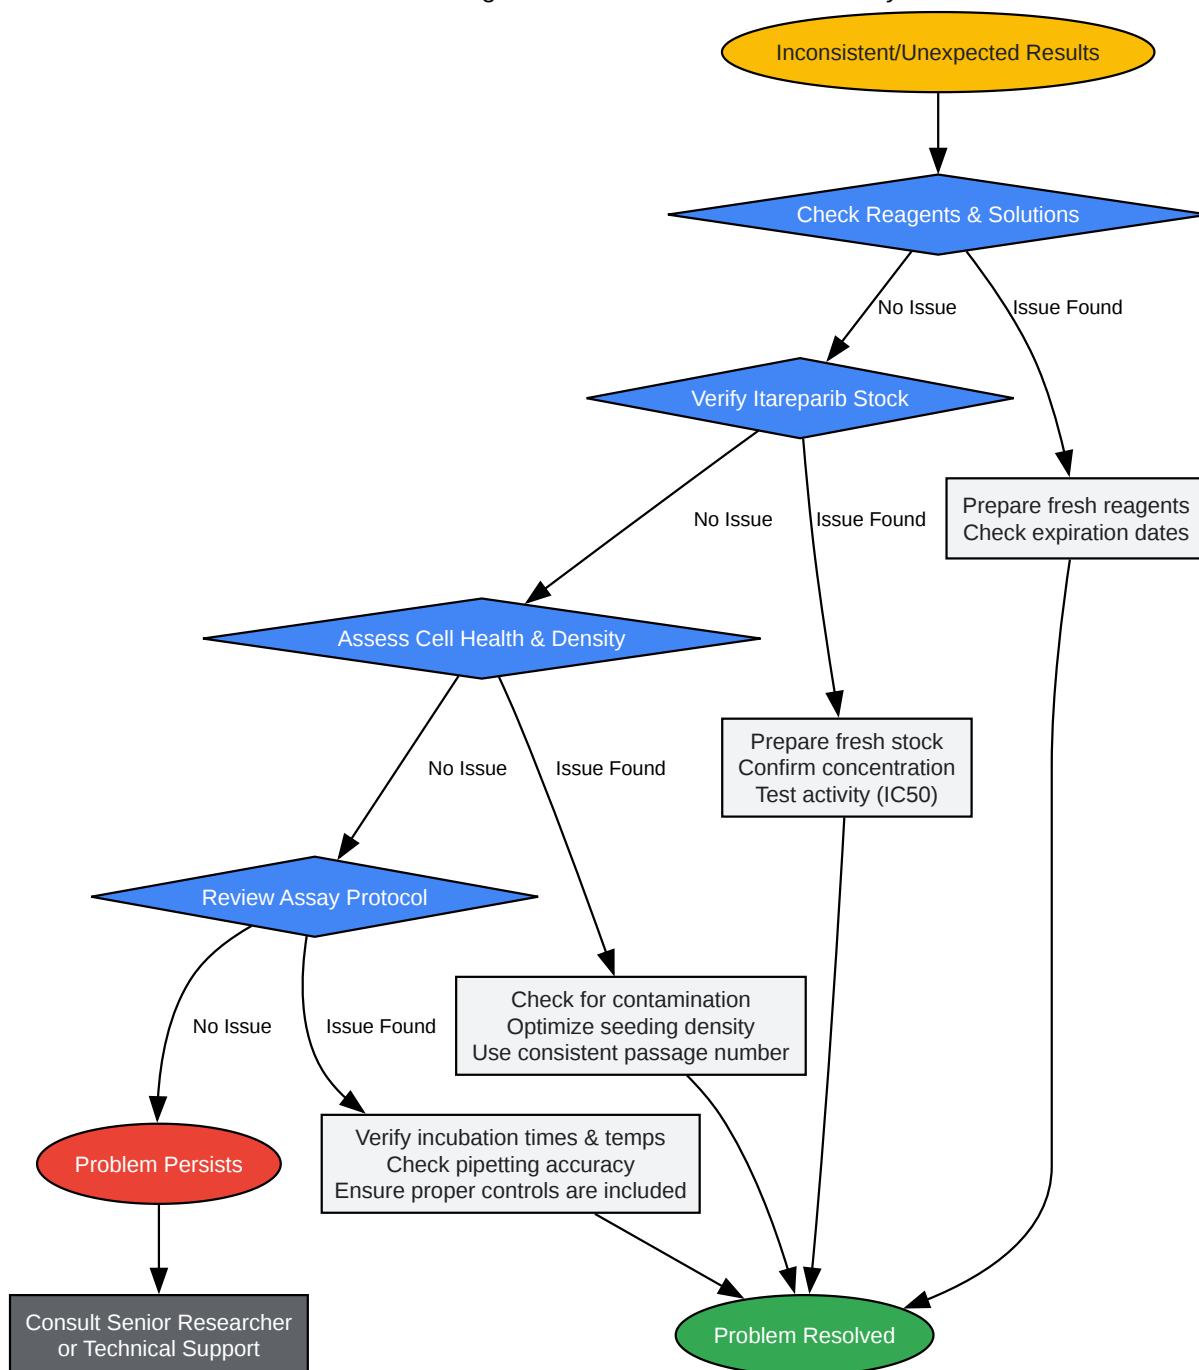 Inconsistent/Unexpected Results
Check Reagents & Solutions
No Issue
Issue Found
Verify Itareparib Stock
No Issue
Issue Found
Prepare fresh reagents
Check expiration dates
Assess Cell Health & Density
No Issue
Issue Found
Prepare fresh stock
Confirm concentration
Test activity (IC50)
Review Assay Protocol
No Issue
Issue Found
Check for contamination
Optimize seeding density
Use consistent passage number
Problem Persists
Verify incubation times & temps
Check pipetting accuracy
Ensure proper controls are included
Consult Senior Researcher
or Technical Support
Problem Resolved